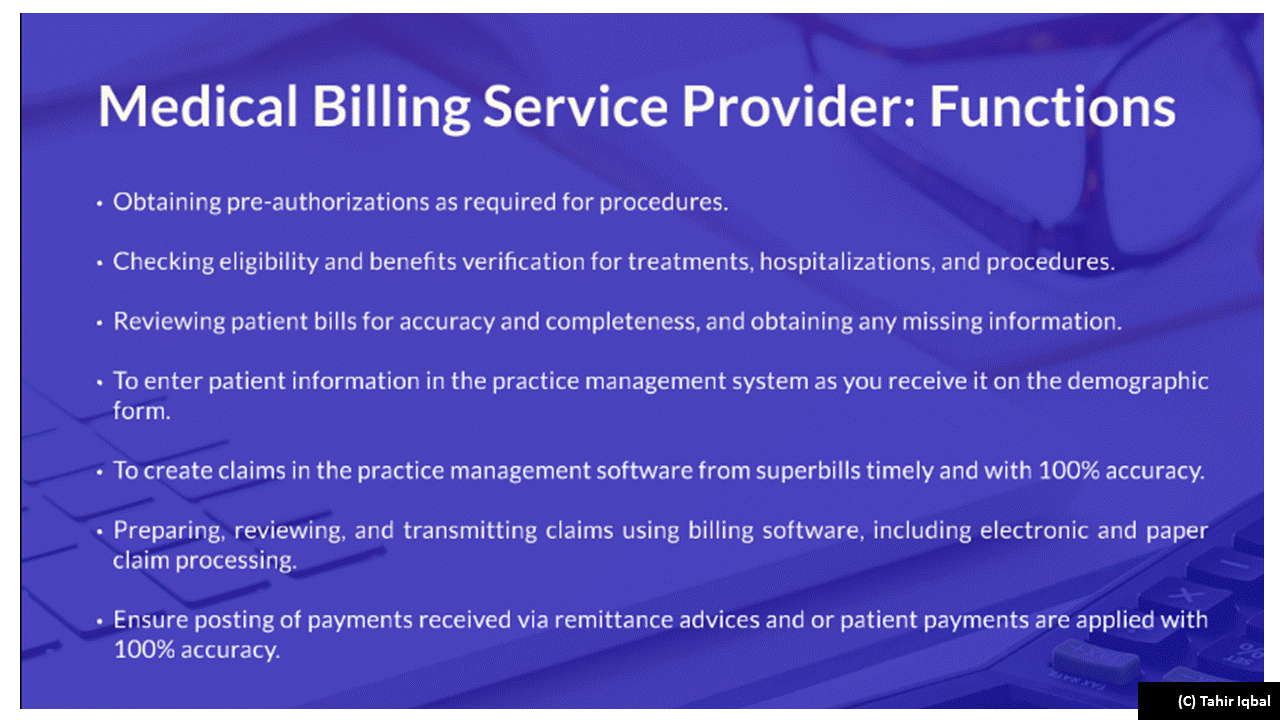 Medical Billing Service Provider: Functions
• Obtaining pre-authorizations as required for procedures.
• Checking eligibility and benefits verification for treatments, hospitalizations, and procedures.
• Reviewing patient bills for accuracy and completeness, and obtaining any missing information.
• To enter patient information in the practice management system as you receive it on the demographic
form.
• To create claims in the practice management software from superbills timely and with 100% accuracy.
• Preparing, reviewing, and transmitting claims using billing software, including electronic and paper
claim processing.
• Ensure posting of payments received via remittance advices and or patient payments are applied with
100% accuracy.
TAX RATE
SET
%
(C) Tahir Iqbal